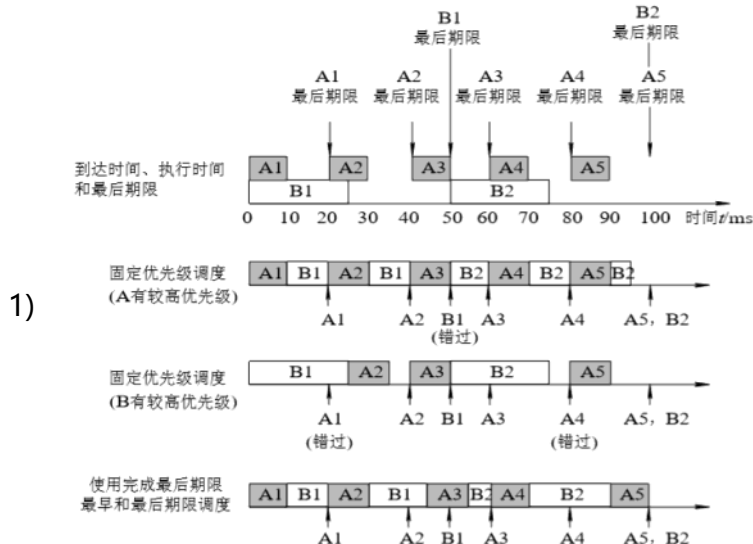 B1
最后期限
B2
最后期限
A1
最后期限
A2
最后期限
A3
最后期限
A4
最后期限
A5
最后期限
到达时间、执行时间
和最后期限
A1 A2 A3 A4 A5
B1 B2
0 10 20 30 40 50 60 70 80 90 100 时间t/ms
1)
固定优先级调度
(A有较高优先级)
A1 B1 A2 B1 A3 B2 A4 B2 A5 B2
A1 A2 B1 A3 A4 A5，B2
(错过)
固定优先级调度
(B有较高优先级)
B1 A2 A3 B2 A5
A1 A2 B1 A3 A4 A5，B2
(错过) (错过)
使用完成最后期限
最早和最后期限调度
A1 B1 A2 B1 A3 B2 A4 B2 A5
A1 A2 B1 A3 A4 A5，B2